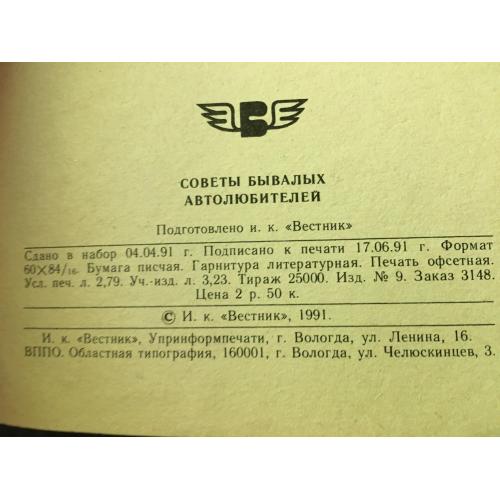 В
СОВЕТЫ БЫВАЛЫХ
АВТОЛЮБИТЕЛЕЙ
Подготовлено и. к. «Вестник»
Сдано в набор 04.04.91 г. Подписано к печати 17.06.91 г. Формат
60×84/16. Бумага писчая. Гарнитура литературная. Печать офсетная.
Усл. печ. л. 2,79. Уч.-изд. л. 3,23. Тираж 25000. Изд. № 9. Заказ 3148.
Цена 2 р. 50 к.
© И. к. «Вестник», 1991.
И. к. «Вестник», Упринформпечати, г. Вологда, ул. Ленина, 16.
ВППО. Областная типография, 160001, г. Вологда, ул. Челюскинцев, 3.